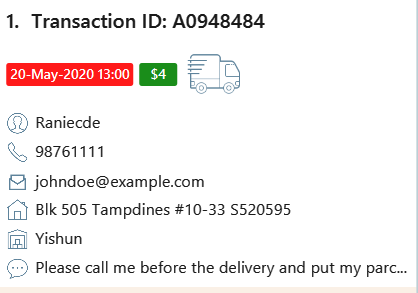 1. Transaction ID: A0948484
20-May-2020 13:00 $4
Raniecde
98761111
johndoe@example.com
Blk 505 Tampdines #10-33 S520595
Yishun
Please call me before the delivery and put my parc...